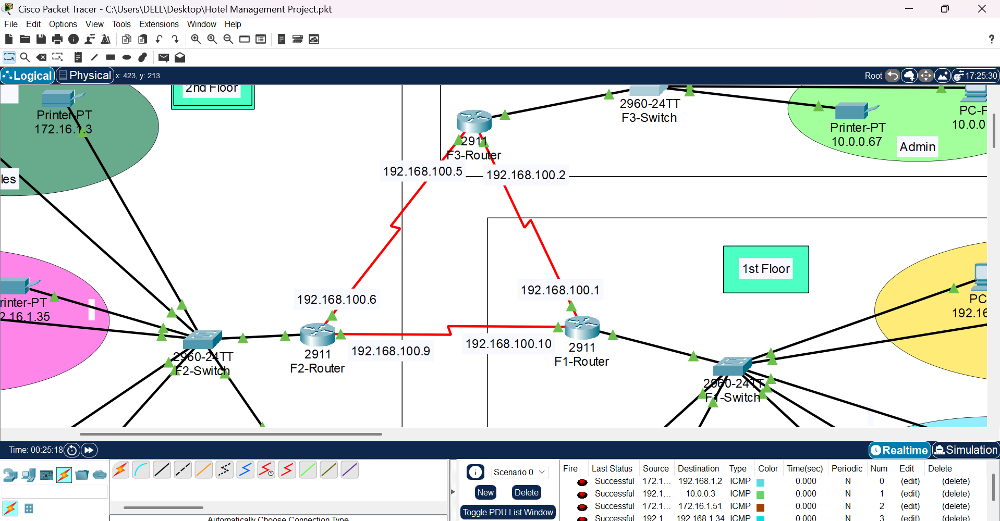 Cisco Packet Tracer - C:\Users\DELL\Desktop\Hotel Management Project.pkt
File Edit Options View Tools Extensions Window Help
?
Logical Physical x: 423, y: 213 Root 17:25:30
2nd Floor
Printer-PT
172.16.1.3
les
2960-24TT
F3-Switch
Printer-PT
10.0.0.67
Admin
PC-F
10.0.0
2911
F3-Router
192.168.100.5
192.168.100.2
1st Floor
192.168.100.6
192.168.100.1
rinter-PT
2.16.1.35
PC
192.16
2960-24TT
F2-Switch
2911
F2-Router
192.168.100.9
192.168.100.10
2911
F1-Router
2960-24TT
F1-Switch
Time: 00:25:18 Realtime Simulation
Automatically Choose Connection Type
Scenario 0
New Delete
Toggle PDU List Window
Fire Last Status Source Destination Type Color Time(sec) Periodic Num Edit Delete
Successful 172.1... 192.168.1.2 ICMP 0.000 N 0 (edit) (delete)
Successful 192.1... 10.0.0.3 ICMP 0.000 N 1 (edit) (delete)
Successful 172.1... 172.16.1.51 ICMP 0.000 N 2 (edit) (delete)
Successful 192.1 192.168.1.34 ICMP 0.000 N 3 (edit) (delete)